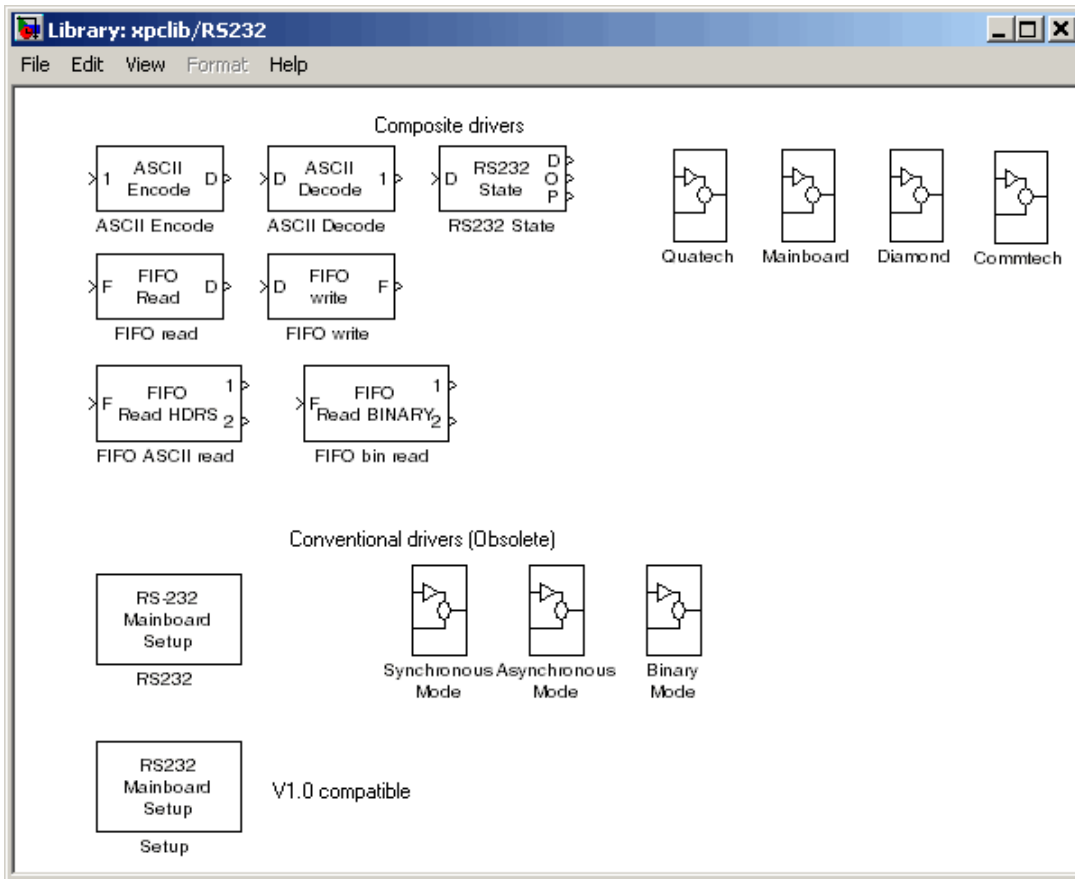 Library: xpclib/RS232
File Edit View Format Help
Composite drivers
1 ASCII Encode D
ASCII Encode
D ASCII Decode 1
ASCII Decode
D RS232 State D O P
RS232 State
Quatech
Mainboard
Diamond
Commtech
F FIFO Read D
FIFO read
D FIFO write F
FIFO write
F FIFO Read HDRS 1 2
FIFO ASCII read
F FIFO Read BINARY 1 2
FIFO bin read
Conventional drivers (Obsolete)
RS-232
Mainboard
Setup
RS232
Synchronous
Mode
Asynchronous
Mode
Binary
Mode
RS232
Mainboard
Setup
Setup
V1.0 compatible